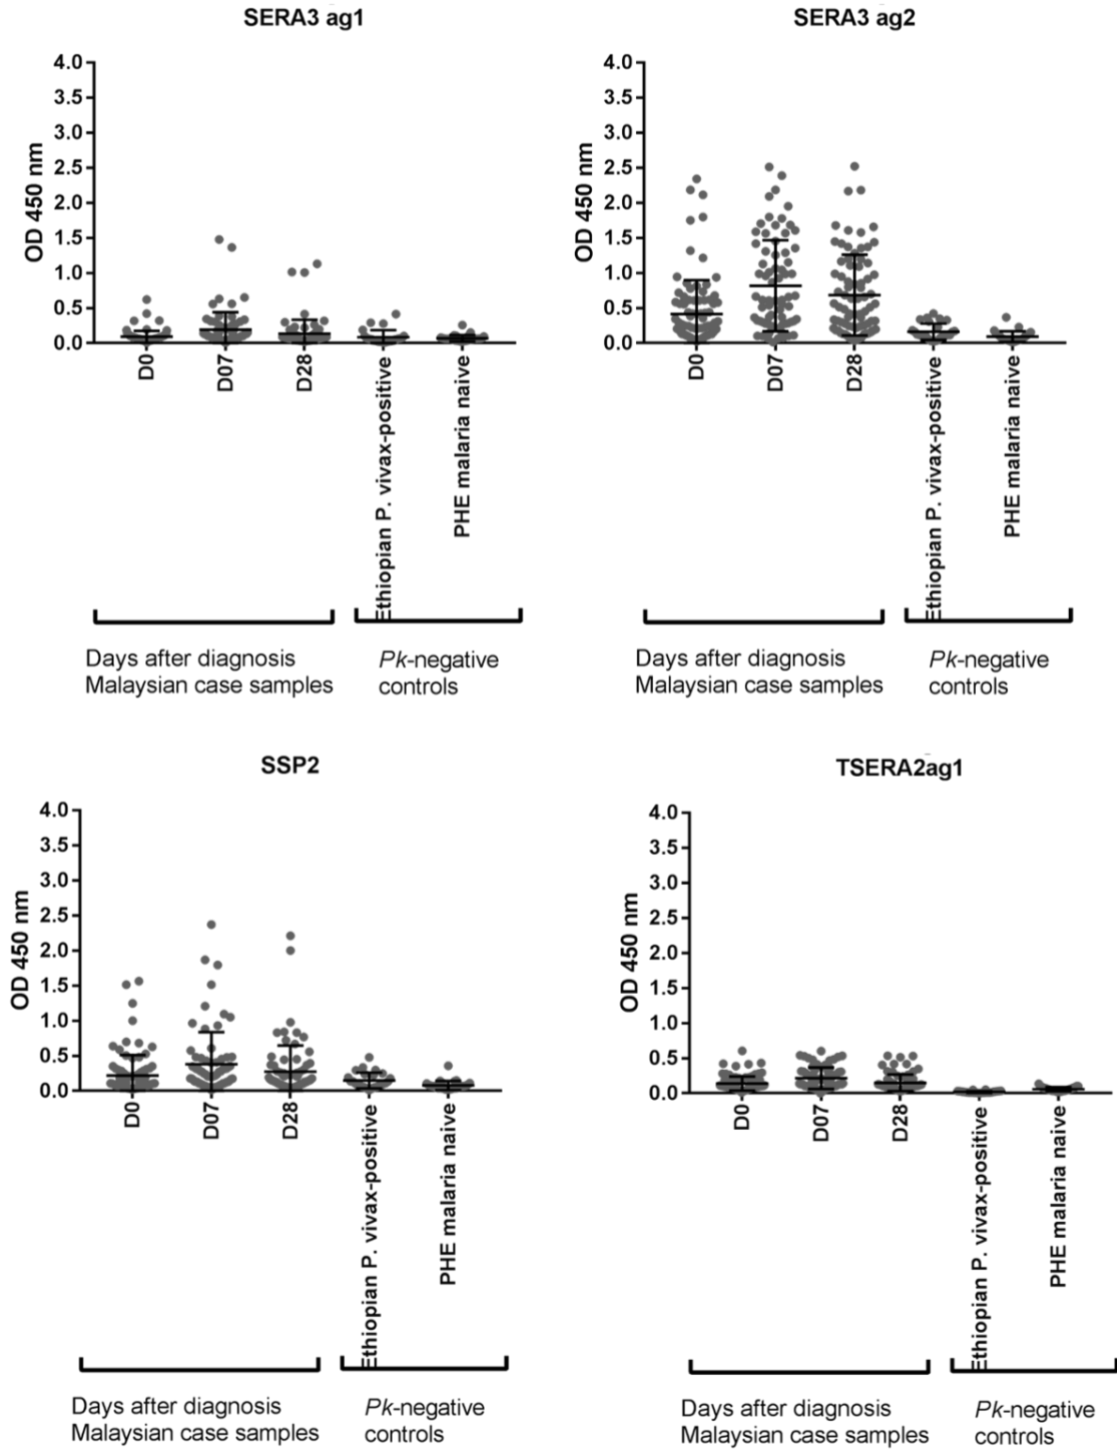 SERA3 ag1
4.0
3.5
3.0
2.5
2.0
1.5
1.0
0.5
0.0
OD 450 nm
D0
D07
D28
Ethiopian P. vivax-positive
PHE malaria naive
Days after diagnosis
Malaysian case samples
Pk-negative
controls
SERA3 ag2
4.0
3.5
3.0
2.5
2.0
1.5
1.0
0.5
0.0
OD 450 nm
D0
D07
D28
Ethiopian P. vivax-positive
PHE malaria naive
Days after diagnosis
Malaysian case samples
Pk-negative
controls
SSP2
4.0
3.5
3.0
2.5
2.0
1.5
1.0
0.5
0.0
OD 450 nm
D0
D07
D28
Ethiopian P. vivax-positive
PHE malaria naive
Days after diagnosis
Malaysian case samples
Pk-negative
controls
TSERA2ag1
4.0
3.5
3.0
2.5
2.0
1.5
1.0
0.5
0.0
OD 450 nm
D0
D07
D28
Ethiopian P. vivax-positive
PHE malaria naive
Days after diagnosis
Malaysian case samples
Pk-negative
controls